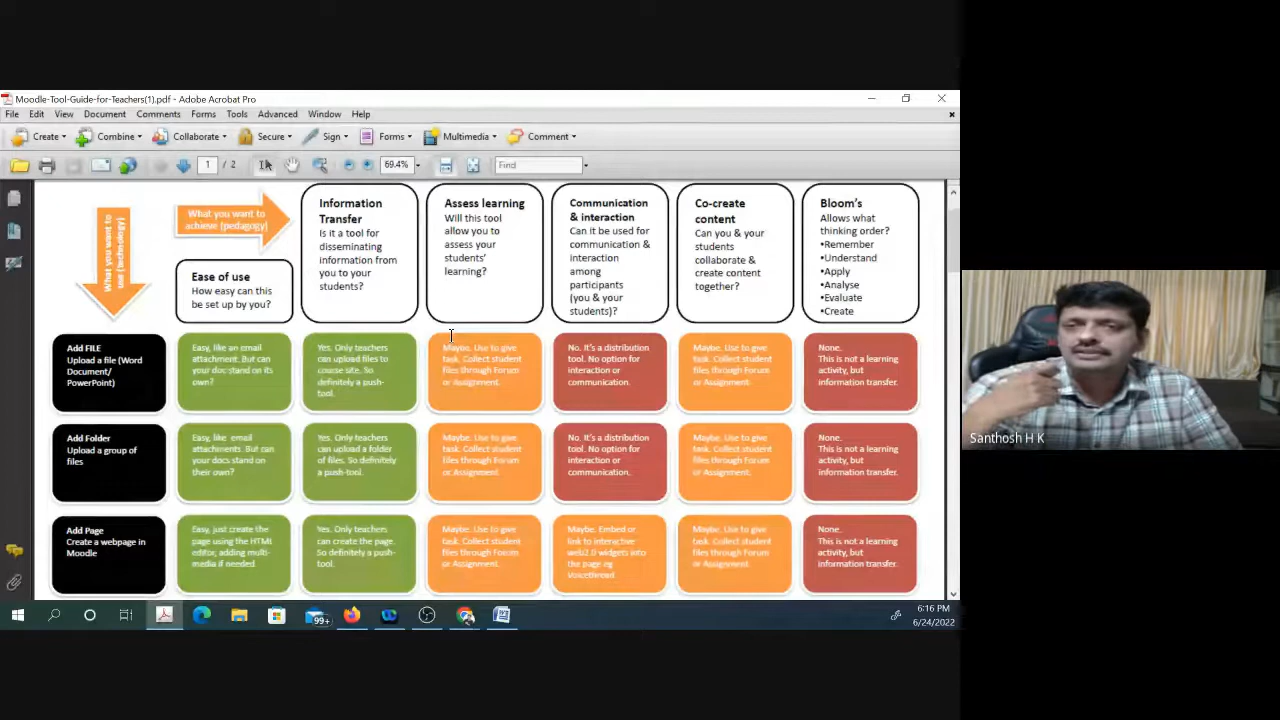 Moodle-Tool-Guide-for-Teachers(1).pdf - Adobe Acrobat Pro
File Edit View Document Comments Forms Tools Advanced Window Help
Create Combine Collaborate Secure Sign Forms Multimedia Comment
1 / 2 69.4% Find
What you want to
use (technology)
What you want to
achieve (pedagogy)
Ease of use
How easy can this
be set up by you?
Information
Transfer
Is it a tool for
disseminating
information from
you to your
students?
Assess learning
Will this tool
allow you to
assess your
students'
learning?
Communication
& interaction
Can it be used for
communication &
interaction
among
participants
(you & your
students)?
Co-create
content
Can you & your
students
collaborate &
create content
together?
Bloom's
Allows what
thinking order?
•Remember
•Understand
•Apply
•Analyse
•Evaluate
•Create
Add FILE
Upload a file (Word
Document/
PowerPoint)
Easy, like an email
attachment. But can
your doc stand on its
own?
Yes. Only teachers
can upload files to
course site. So
definitely a push-
tool.
Maybe. Use to give
task. Collect student
files through Forum
or Assignment.
No. It's a distribution
tool. No option for
interaction or
communication.
Maybe. Use to give
task. Collect student
files through Forum
or Assignment.
None.
This is not a learning
activity, but
information transfer.
Add Folder
Upload a group of
files
Easy, like email
attachments. But can
your docs stand on
their own?
Yes. Only teachers
can upload a folder
of files. So definitely
a push-tool.
Maybe. Use to give
task. Collect student
files through Forum
or Assignment.
No. It's a distribution
tool. No option for
interaction or
communication.
Maybe. Use to give
task. Collect student
files through Forum
or Assignment.
None.
This is not a learning
activity, but
information transfer.
Add Page
Create a webpage in
Moodle
Easy, just create the
page using the HTML
editor, adding multi-
media if needed
Yes. Only teachers
can create the page.
So definitely a push-
tool.
Maybe. Use to give
task. Collect student
files through Forum
or Assignment.
Maybe. Embed or
link to interactive
web2.0 widgets into
the page eg
Voicethread.
Maybe. Use to give
task. Collect student
files through Forum
or Assignment.
None.
This is not a learning
activity, but
information transfer.
Santhosh H K
99+
6:16 PM
6/24/2022